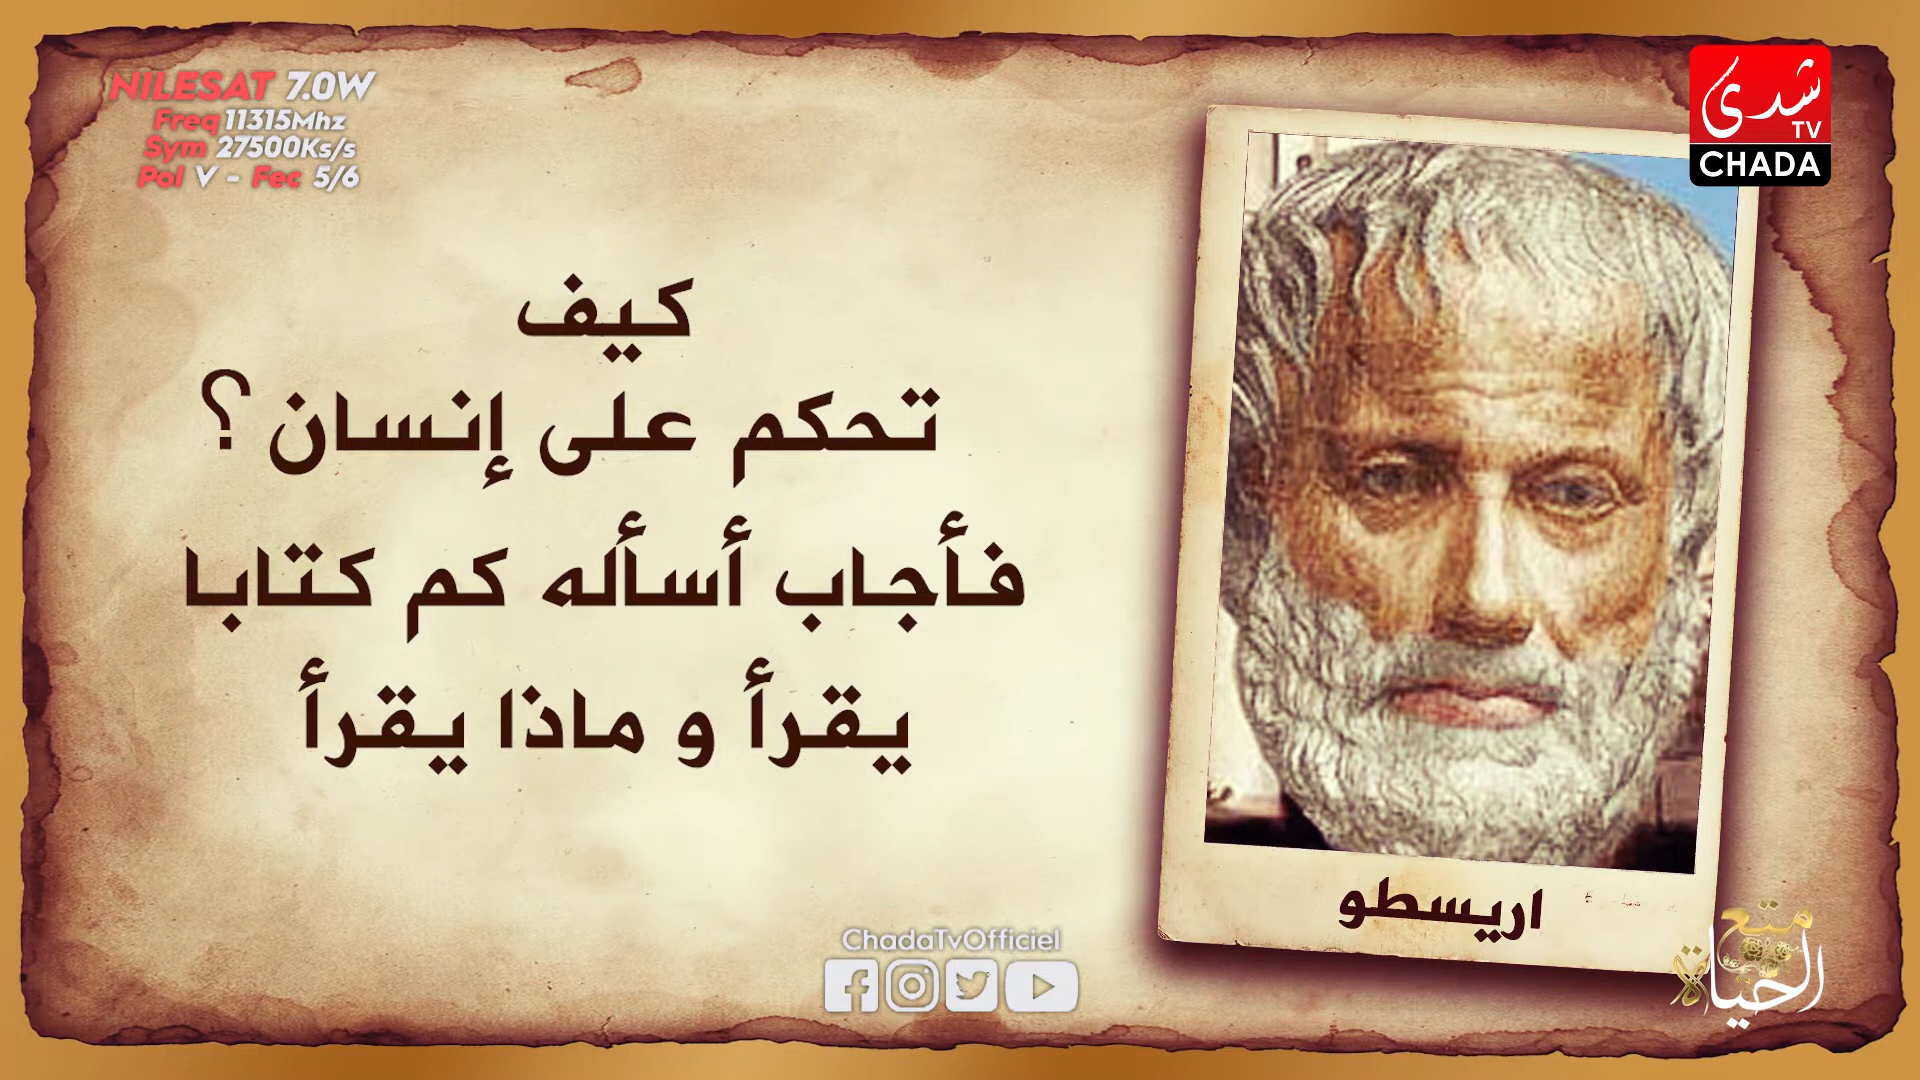 NILESAT 7.0W
Freq 11315Mhz
Sym 27500Ks/s
Pol V - Fec 5/6
شدى
TV
CHADA
كيف
تحكم على إنسان ؟
فأجاب أسأله كم كتابا
يقرأ و ماذا يقرأ
اريسطو
ChadaTvOfficiel
متع
الحياة